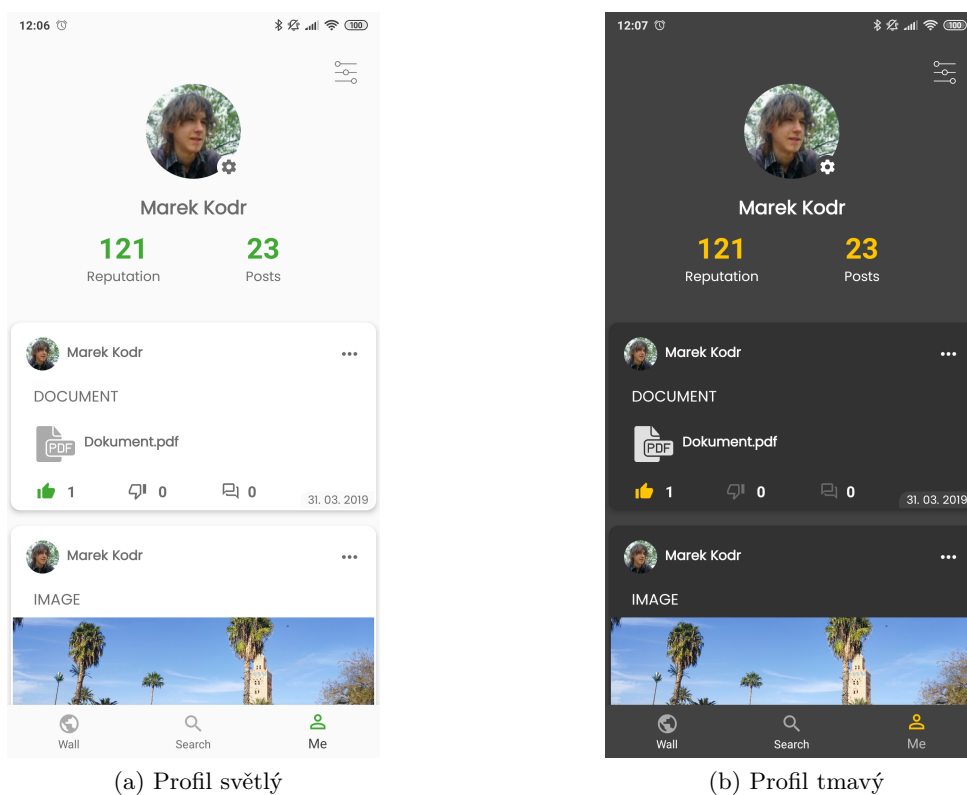 12:06
100
Marek Kodr
121 23
Reputation Posts
Marek Kodr
DOCUMENT
PDF Dokument.pdf
1 0 0
31. 03. 2019
Marek Kodr
IMAGE
Wall Search Me
(a) Profil světlý
12:07
100
Marek Kodr
121 23
Reputation Posts
Marek Kodr
DOCUMENT
PDF Dokument.pdf
1 0 0
31. 03. 2019
Marek Kodr
IMAGE
Wall Search Me
(b) Profil tmavý